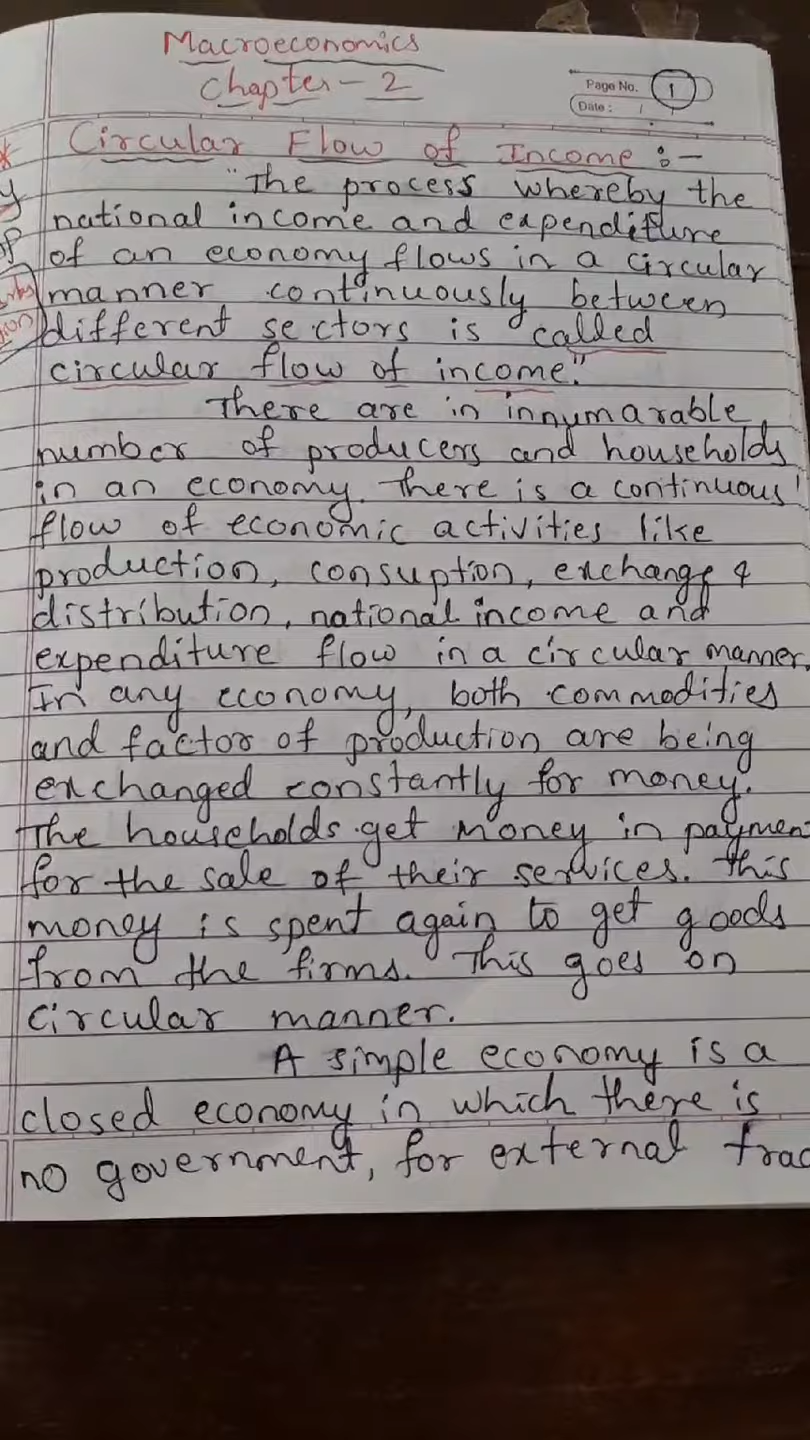 Macroeconomics
Chapter - 2
Page No. 1
Date : / /
* Circular Flow of Income :-
"The process whereby the
national income and expenditure
of an economy flows in a circular
manner continuously between
different sectors is called
circular flow of income."
There are in innumarable
number of producers and households
in an economy. There is a continuous
flow of economic activities like
production, consuption, exchange &
distribution, national income and
expenditure flow in a circular manner.
In any economy, both commodities
and factor of production are being
exchanged constantly for money.
The households get money in paymen
for the sale of their services. This
money is spent again to get goods
from the firms. This goes on
circular manner.
A simple economy is a
closed economy in which there is
no government, for external trad